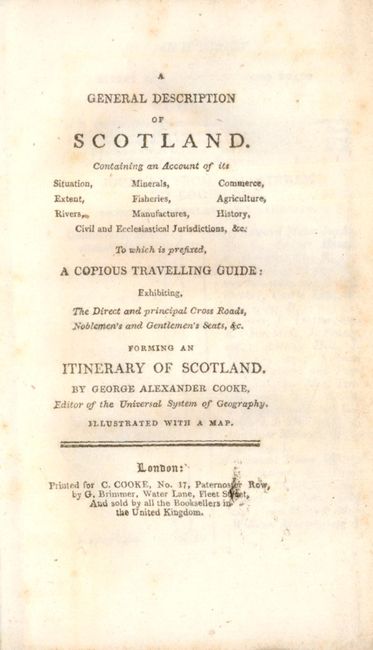 A
GENERAL DESCRIPTION
OF
SCOTLAND.
Containing an Account of its
Situation, Minerals, Commerce,
Extent, Fisheries, Agriculture,
Rivers, Manufactures, History,
Civil and Ecclesiastical Jurisdictions, &c.
To which is prefixed,
A COPIOUS TRAVELLING GUIDE:
Exhibiting,
The Direct and principal Cross Roads,
Noblemen's and Gentlemen's Seats, &c.
FORMING AN
ITINERARY OF SCOTLAND.
BY GEORGE ALEXANDER COOKE,
Editor of the Universal System of Geography.
ILLUSTRATED WITH A MAP.
London:
Printed for C. COOKE, No. 17, Paternoster Row,
by G. Brimmer, Water Lane, Fleet Street,
And sold by all the Booksellers in
the United Kingdom.